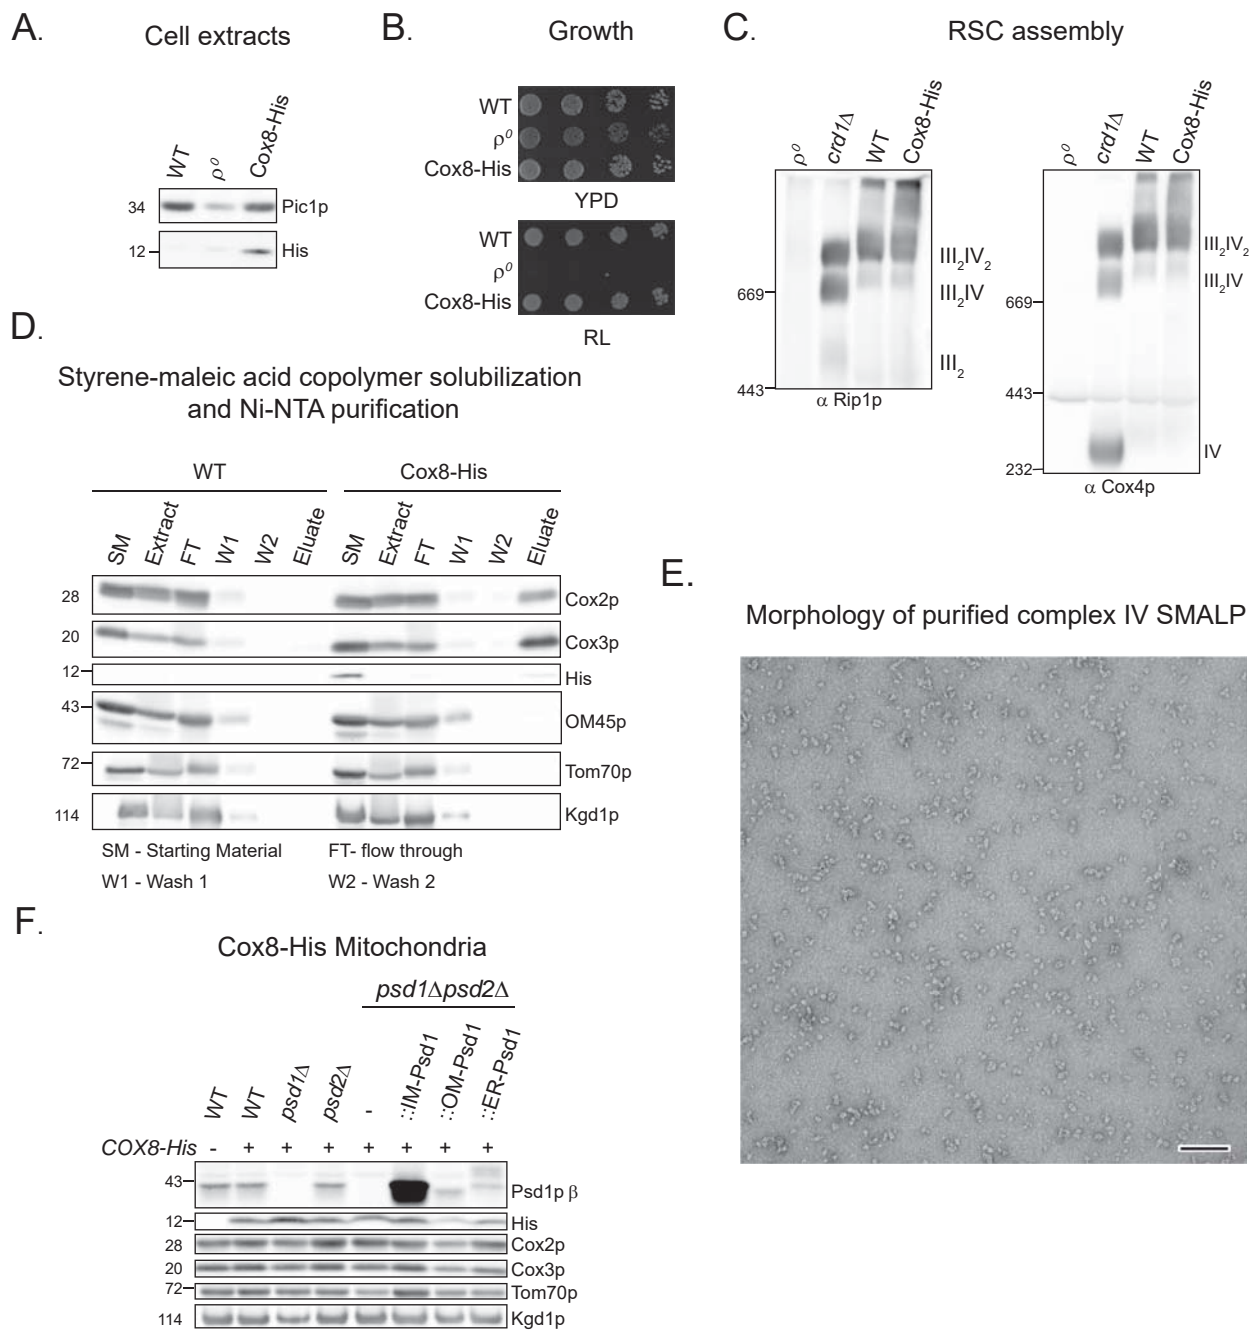 A.
Cell extracts
WT
ρ⁰
Cox8-His
34
Pic1p
12
His
B.
Growth
WT
ρ⁰
Cox8-His
YPD
WT
ρ⁰
Cox8-His
RL
C.
RSC assembly
ρ⁰
crd1Δ
WT
Cox8-His
III₂IV₂
669
III₂IV
III₂
443
α Rip1p
ρ⁰
crd1Δ
WT
Cox8-His
III₂IV₂
III₂IV
669
443
IV
232
α Cox4p
D.
Styrene-maleic acid copolymer solubilization
and Ni-NTA purification
WT
Cox8-His
SM
Extract
FT
W1
W2
Eluate
SM
Extract
FT
W1
W2
Eluate
28
Cox2p
20
Cox3p
12
His
43
OM45p
72
Tom70p
114
Kgd1p
SM - Starting Material
FT- flow through
W1 - Wash 1
W2 - Wash 2
E.
Morphology of purified complex IV SMALP
F.
Cox8-His Mitochondria
psd1Δpsd2Δ
WT
WT
psd1Δ
psd2Δ
-
::IM-Psd1
::OM-Psd1
::ER-Psd1
COX8-His - + + + + + + +
43
Psd1p β
12
His
28
Cox2p
20
Cox3p
72
Tom70p
114
Kgd1p